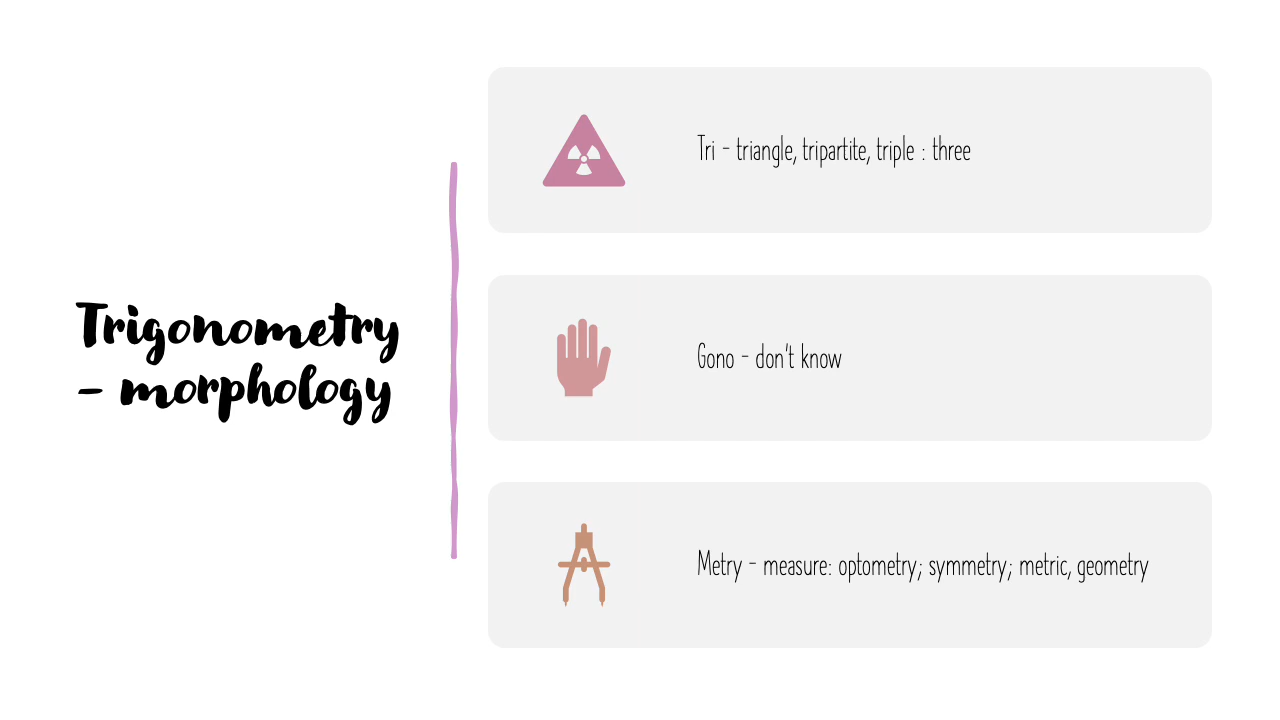 Trigonometry
- morphology
Tri - triangle, tripartite, triple : three
Gono - don't know
Metry - measure: optometry; symmetry; metric, geometry